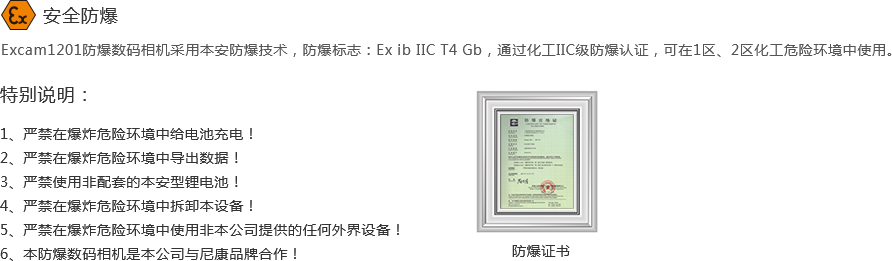 Ex 安全防爆
Excam1201防爆数码相机采用本安防爆技术，防爆标志：Ex ib IIC T4 Gb，通过化工IIC级防爆认证，可在1区、2区化工危险环境中使用。
特别说明：
1、严禁在爆炸危险环境中给电池充电！
2、严禁在爆炸危险环境中导出数据！
3、严禁使用非配套的本安型锂电池！
4、严禁在爆炸危险环境中拆卸本设备！
5、严禁在爆炸危险环境中使用非本公司提供的任何外界设备！
6、本防爆数码相机是本公司与尼康品牌合作！
防爆合格证
防爆证书